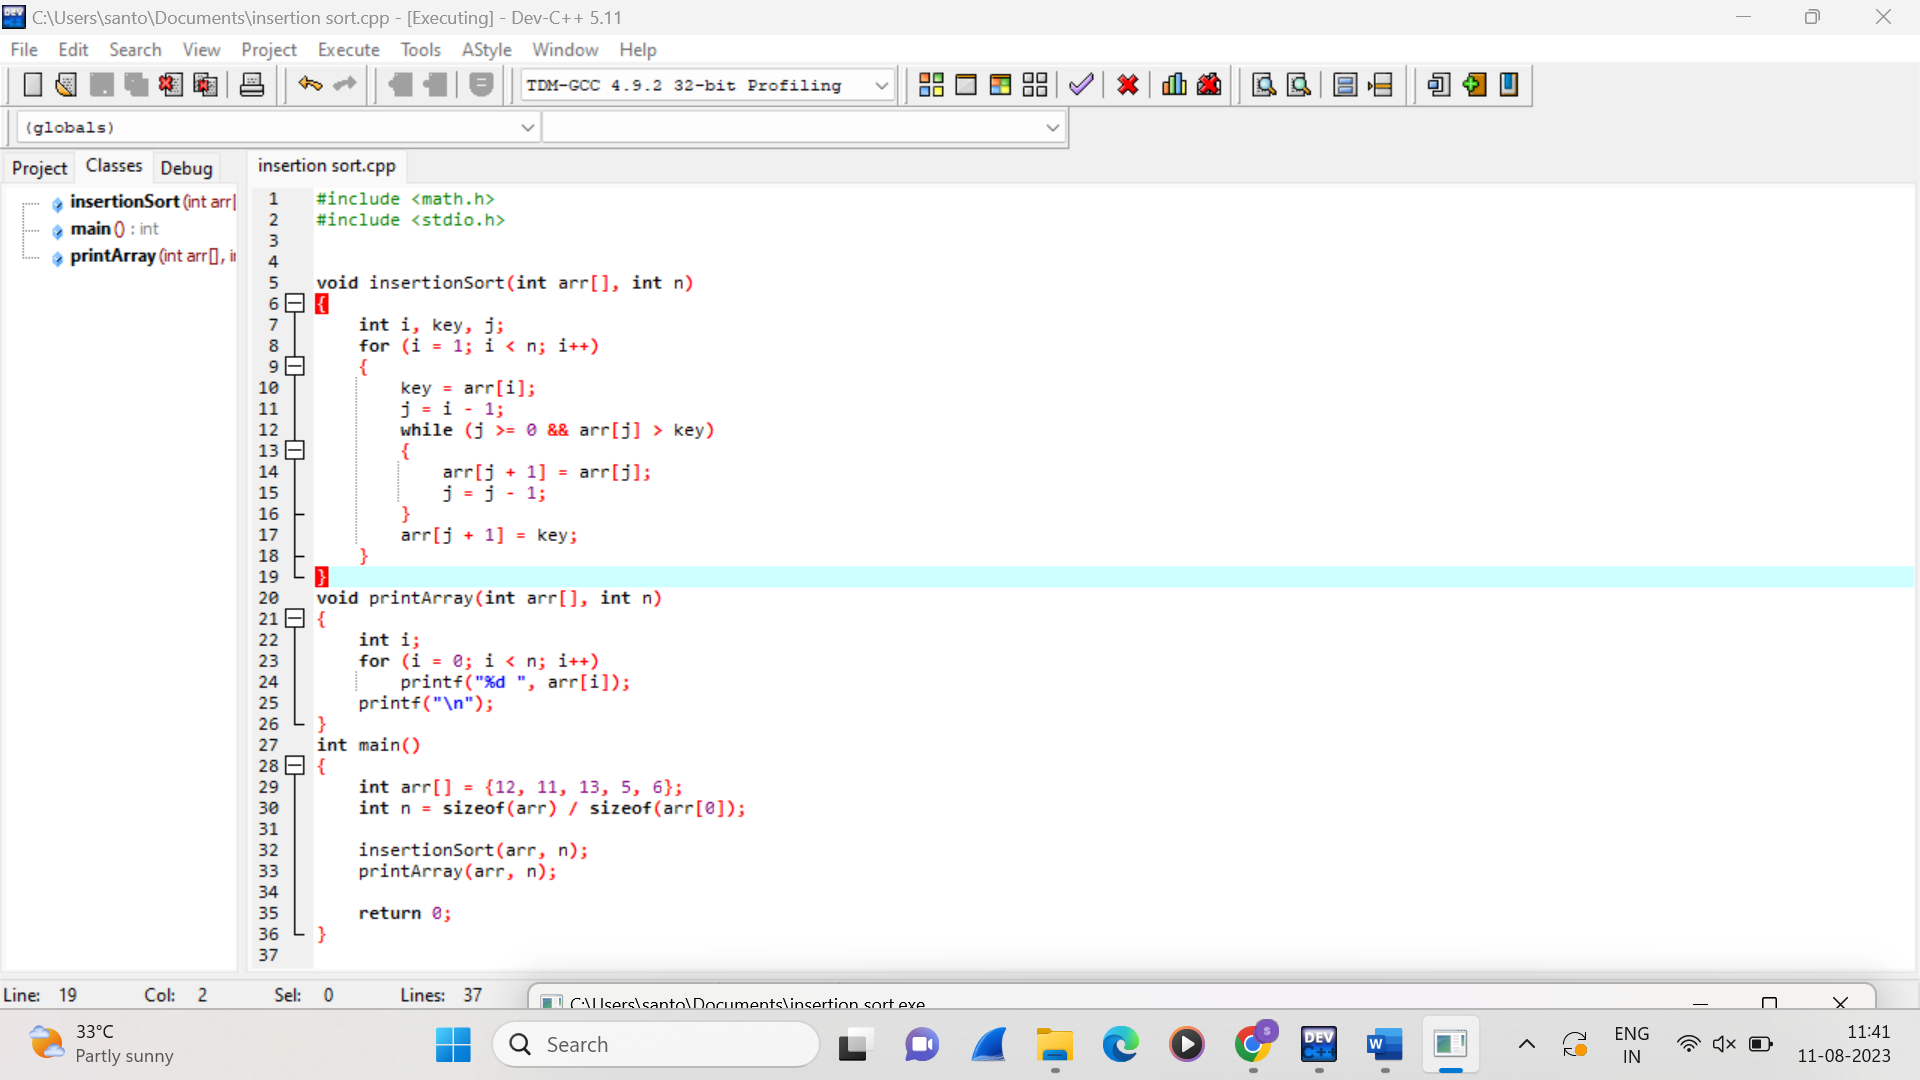 C:\Users\santo\Documents\insertion sort.cpp - [Executing] - Dev-C++ 5.11
File Edit Search View Project Execute Tools AStyle Window Help
TDM-GCC 4.9.2 32-bit Profiling
(globals)
Project Classes Debug
insertionSort (int arr[
main () : int
printArray (int arr[], i
insertion sort.cpp
1 #include <math.h>
2 #include <stdio.h>
3
4
5 void insertionSort(int arr[], int n)
6 {
7 int i, key, j;
8 for (i = 1; i < n; i++)
9 {
10 key = arr[i];
11 j = i - 1;
12 while (j >= 0 && arr[j] > key)
13 {
14 arr[j + 1] = arr[j];
15 j = j - 1;
16 }
17 arr[j + 1] = key;
18 }
19 }
20 void printArray(int arr[], int n)
21 {
22 int i;
23 for (i = 0; i < n; i++)
24 printf("%d ", arr[i]);
25 printf("\n");
26 }
27 int main()
28 {
29 int arr[] = {12, 11, 13, 5, 6};
30 int n = sizeof(arr) / sizeof(arr[0]);
31
32 insertionSort(arr, n);
33 printArray(arr, n);
34
35 return 0;
36 }
37
Line: 19 Col: 2 Sel: 0 Lines: 37
C:\Users\santo\Documents\insertion sort.exe
33°C
Partly sunny
Search
DEV
C++
W
S
ENG
IN
11:41
11-08-2023